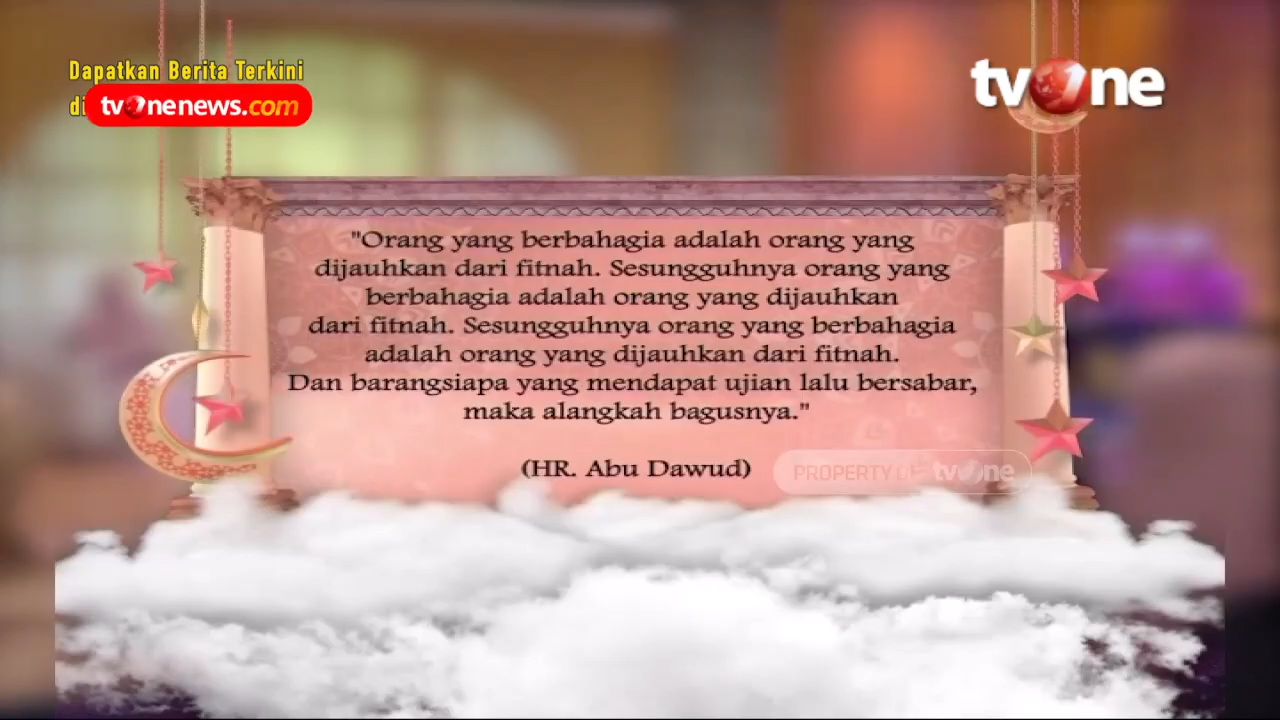 Dapatkan Berita Terkini
di tvOnenews.com
tvOne
"Orang yang berbahagia adalah orang yang
dijauhkan dari fitnah. Sesungguhnya orang yang
berbahagia adalah orang yang dijauhkan
dari fitnah. Sesungguhnya orang yang berbahagia
adalah orang yang dijauhkan dari fitnah.
Dan barangsiapa yang mendapat ujian lalu bersabar,
maka alangkah bagusnya."
(HR. Abu Dawud)
PROPERTY OF tvOne